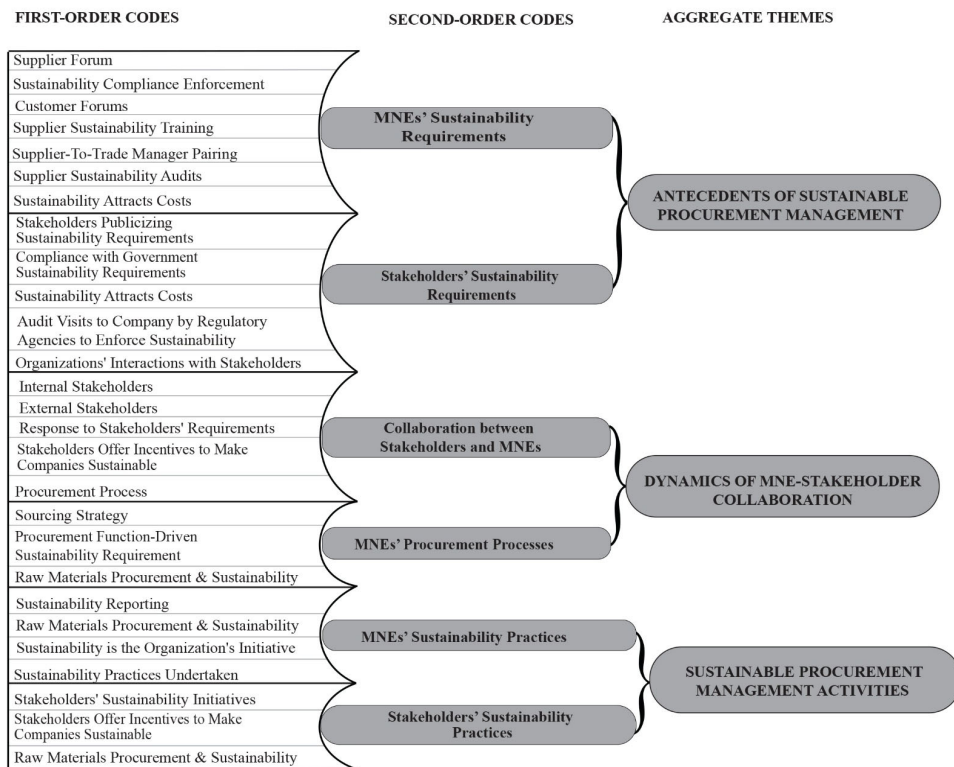 FIRST-ORDER CODES
SECOND-ORDER CODES
AGGREGATE THEMES
Supplier Forum
Sustainability Compliance Enforcement
Customer Forums
Supplier Sustainability Training
Supplier-To-Trade Manager Pairing
Supplier Sustainability Audits
Sustainability Attracts Costs
Stakeholders Publicizing
Sustainability Requirements
Compliance with Government
Sustainability Requirements
Sustainability Attracts Costs
Audit Visits to Company by Regulatory
Agencies to Enforce Sustainability
Organizations' Interactions with Stakeholders
Internal Stakeholders
External Stakeholders
Response to Stakeholders' Requirements
Stakeholders Offer Incentives to Make
Companies Sustainable
Procurement Process
Sourcing Strategy
Procurement Function-Driven
Sustainability Requirement
Raw Materials Procurement & Sustainability
Sustainability Reporting
Raw Materials Procurement & Sustainability
Sustainability is the Organization's Initiative
Sustainability Practices Undertaken
Stakeholders' Sustainability Initiatives
Stakeholders Offer Incentives to Make
Companies Sustainable
Raw Materials Procurement & Sustainability
MNEs' Sustainability
Requirements
Stakeholders' Sustainability
Requirements
Collaboration between
Stakeholders and MNEs
MNEs' Procurement Processes
MNEs' Sustainability Practices
Stakeholders' Sustainability
Practices
ANTECEDENTS OF SUSTAINABLE
PROCUREMENT MANAGEMENT
DYNAMICS OF MNE-STAKEHOLDER
COLLABORATION
SUSTAINABLE PROCUREMENT
MANAGEMENT ACTIVITIES